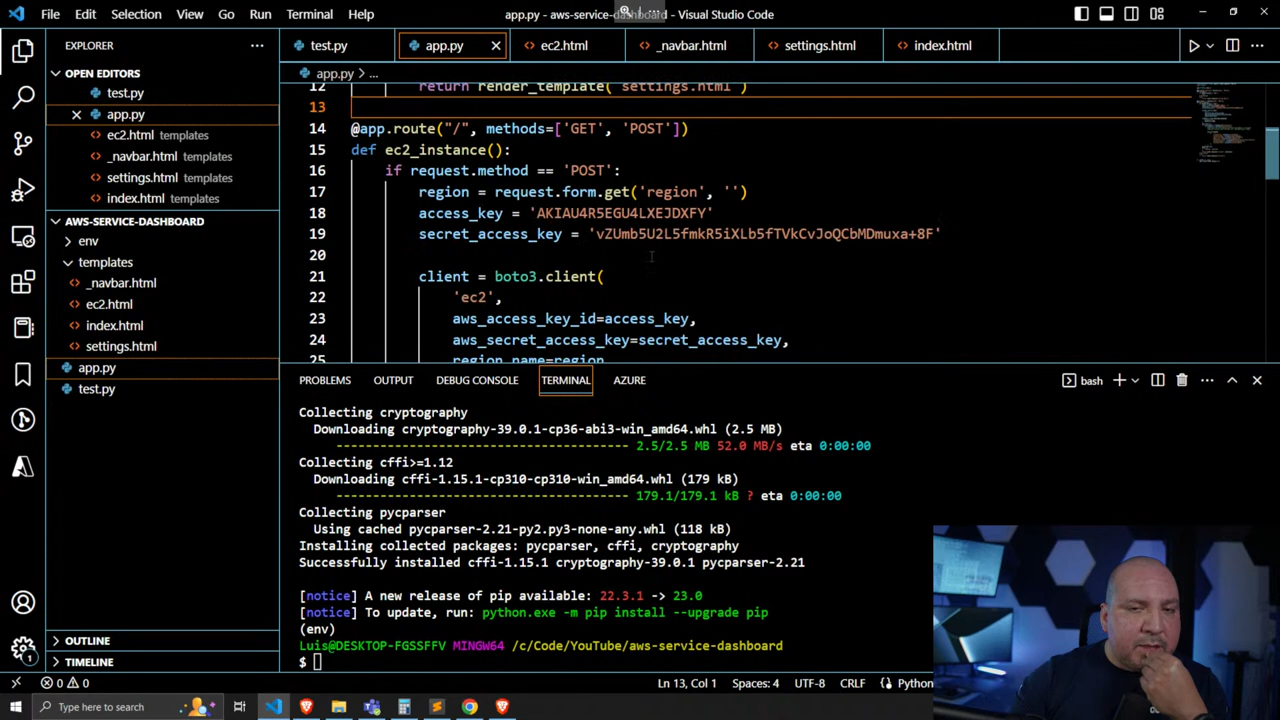 File Edit Selection View Go Run Terminal Help
app.py - aws-service-dashboard - Visual Studio Code
EXPLORER
OPEN EDITORS
test.py
app.py
ec2.html templates
_navbar.html templates
settings.html templates
index.html templates
AWS-SERVICE-DASHBOARD
env
templates
_navbar.html
ec2.html
index.html
settings.html
app.py
test.py
OUTLINE
TIMELINE
test.py app.py ec2.html _navbar.html settings.html index.html
app.py > ...
12 return render_template('settings.html')
13
14 @app.route("/", methods=['GET', 'POST'])
15 def ec2_instance():
16 if request.method == 'POST':
17 region = request.form.get('region', '')
18 access_key = 'AKIAU4R5EGU4LXEJDXFY'
19 secret_access_key = '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'
20
21 client = boto3.client(
22 'ec2',
23 aws_access_key_id=access_key,
24 aws_secret_access_key=secret_access_key,
25 region_name=region
PROBLEMS OUTPUT DEBUG CONSOLE TERMINAL AZURE
bash
Collecting cryptography
Downloading cryptography-39.0.1-cp36-abi3-win_amd64.whl (2.5 MB)
---------------------------------------- 2.5/2.5 MB 52.0 MB/s eta 0:00:00
Collecting cffi>=1.12
Downloading cffi-1.15.1-cp310-cp310-win_amd64.whl (179 kB)
---------------------------------------- 179.1/179.1 kB ? eta 0:00:00
Collecting pycparser
Using cached pycparser-2.21-py2.py3-none-any.whl (118 kB)
Installing collected packages: pycparser, cffi, cryptography
Successfully installed cffi-1.15.1 cryptography-39.0.1 pycparser-2.21
[notice] A new release of pip available: 22.3.1 -> 23.0
[notice] To update, run: python.exe -m pip install --upgrade pip
(env)
Luis@DESKTOP-FGSSFFV MINGW64 /c/Code/YouTube/aws-service-dashboard
$
1
0 0 Ln 13, Col 1 Spaces: 4 UTF-8 CRLF Python
Type here to search